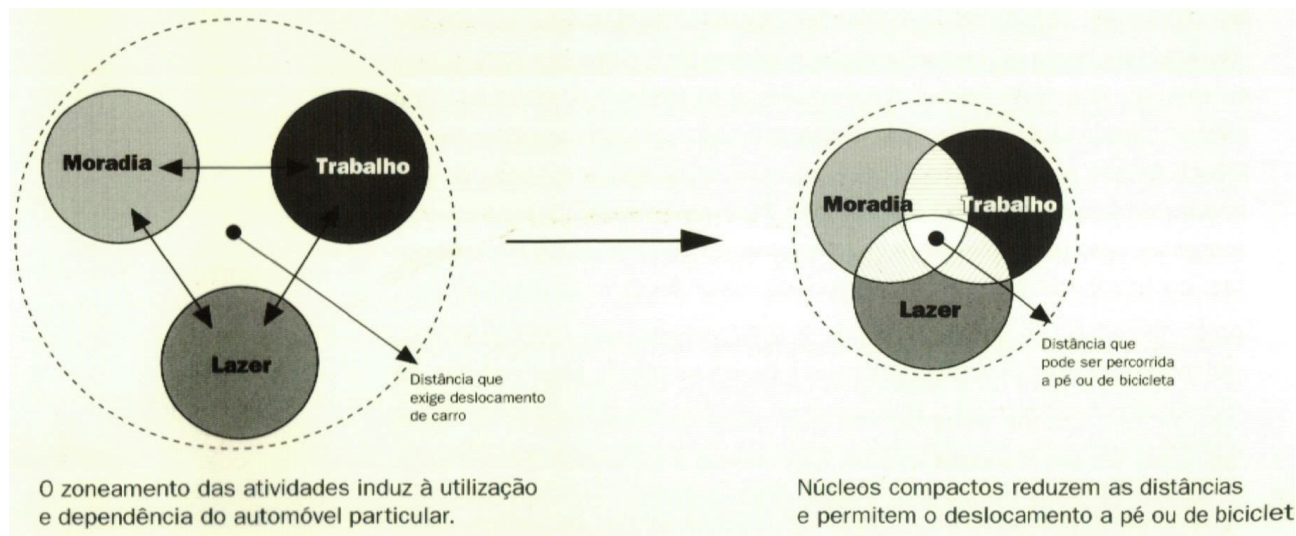 Moradia
Trabalho
Lazer
Distância que
exige deslocamento
de carro
O zoneamento das atividades induz à utilização
e dependência do automóvel particular.
Moradia
Trabalho
Lazer
Distância que
pode ser percorrida
a pé ou de bicicleta
Núcleos compactos reduzem as distâncias
e permitem o deslocamento a pé ou de biciclet